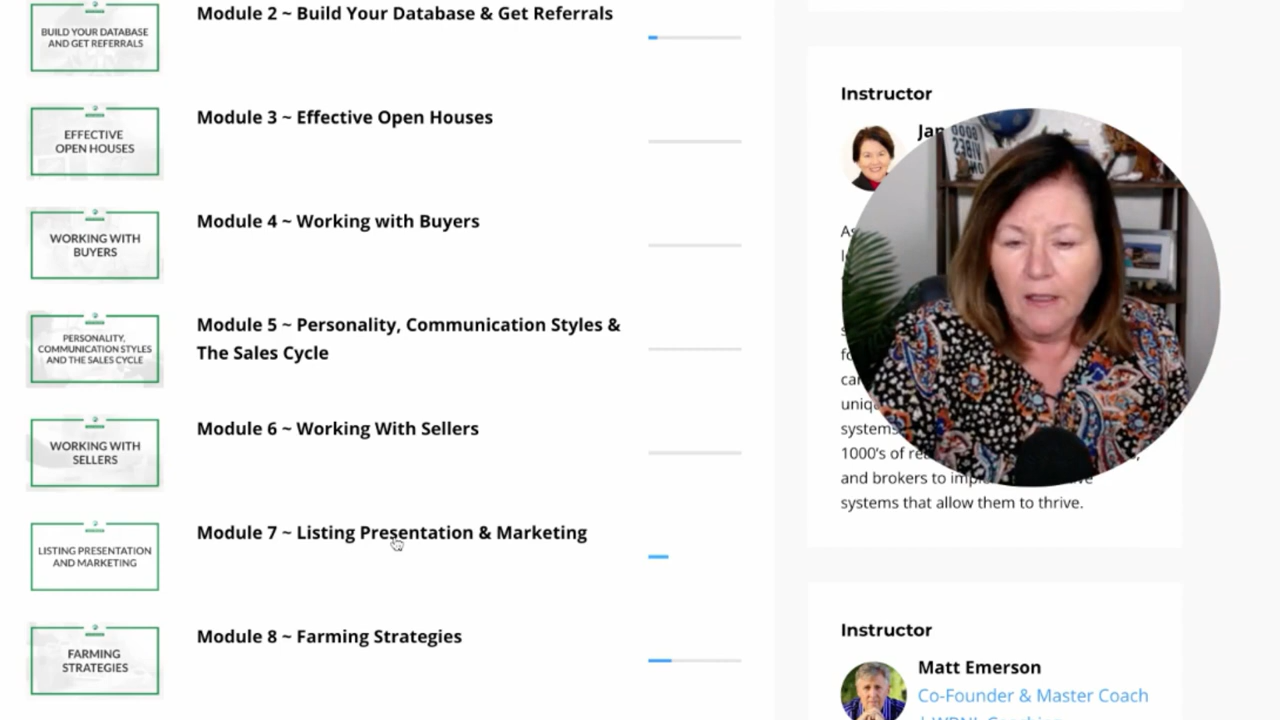 BUILD YOUR DATABASE
AND GET REFERRALS
Module 2 ~ Build Your Database & Get Referrals
EFFECTIVE
OPEN HOUSES
Module 3 ~ Effective Open Houses
WORKING WITH
BUYERS
Module 4 ~ Working with Buyers
PERSONALITY,
COMMUNICATION STYLES
AND THE SALES CYCLE
Module 5 ~ Personality, Communication Styles &
The Sales Cycle
WORKING WITH
SELLERS
Module 6 ~ Working With Sellers
LISTING PRESENTATION
AND MARKETING
Module 7 ~ Listing Presentation & Marketing
FARMING
STRATEGIES
Module 8 ~ Farming Strategies
Instructor
systems
1000's of
and brokers to
systems that allow them to thrive.
GOOD
VIBES
Instructor
Matt Emerson
Co-Founder & Master Coach